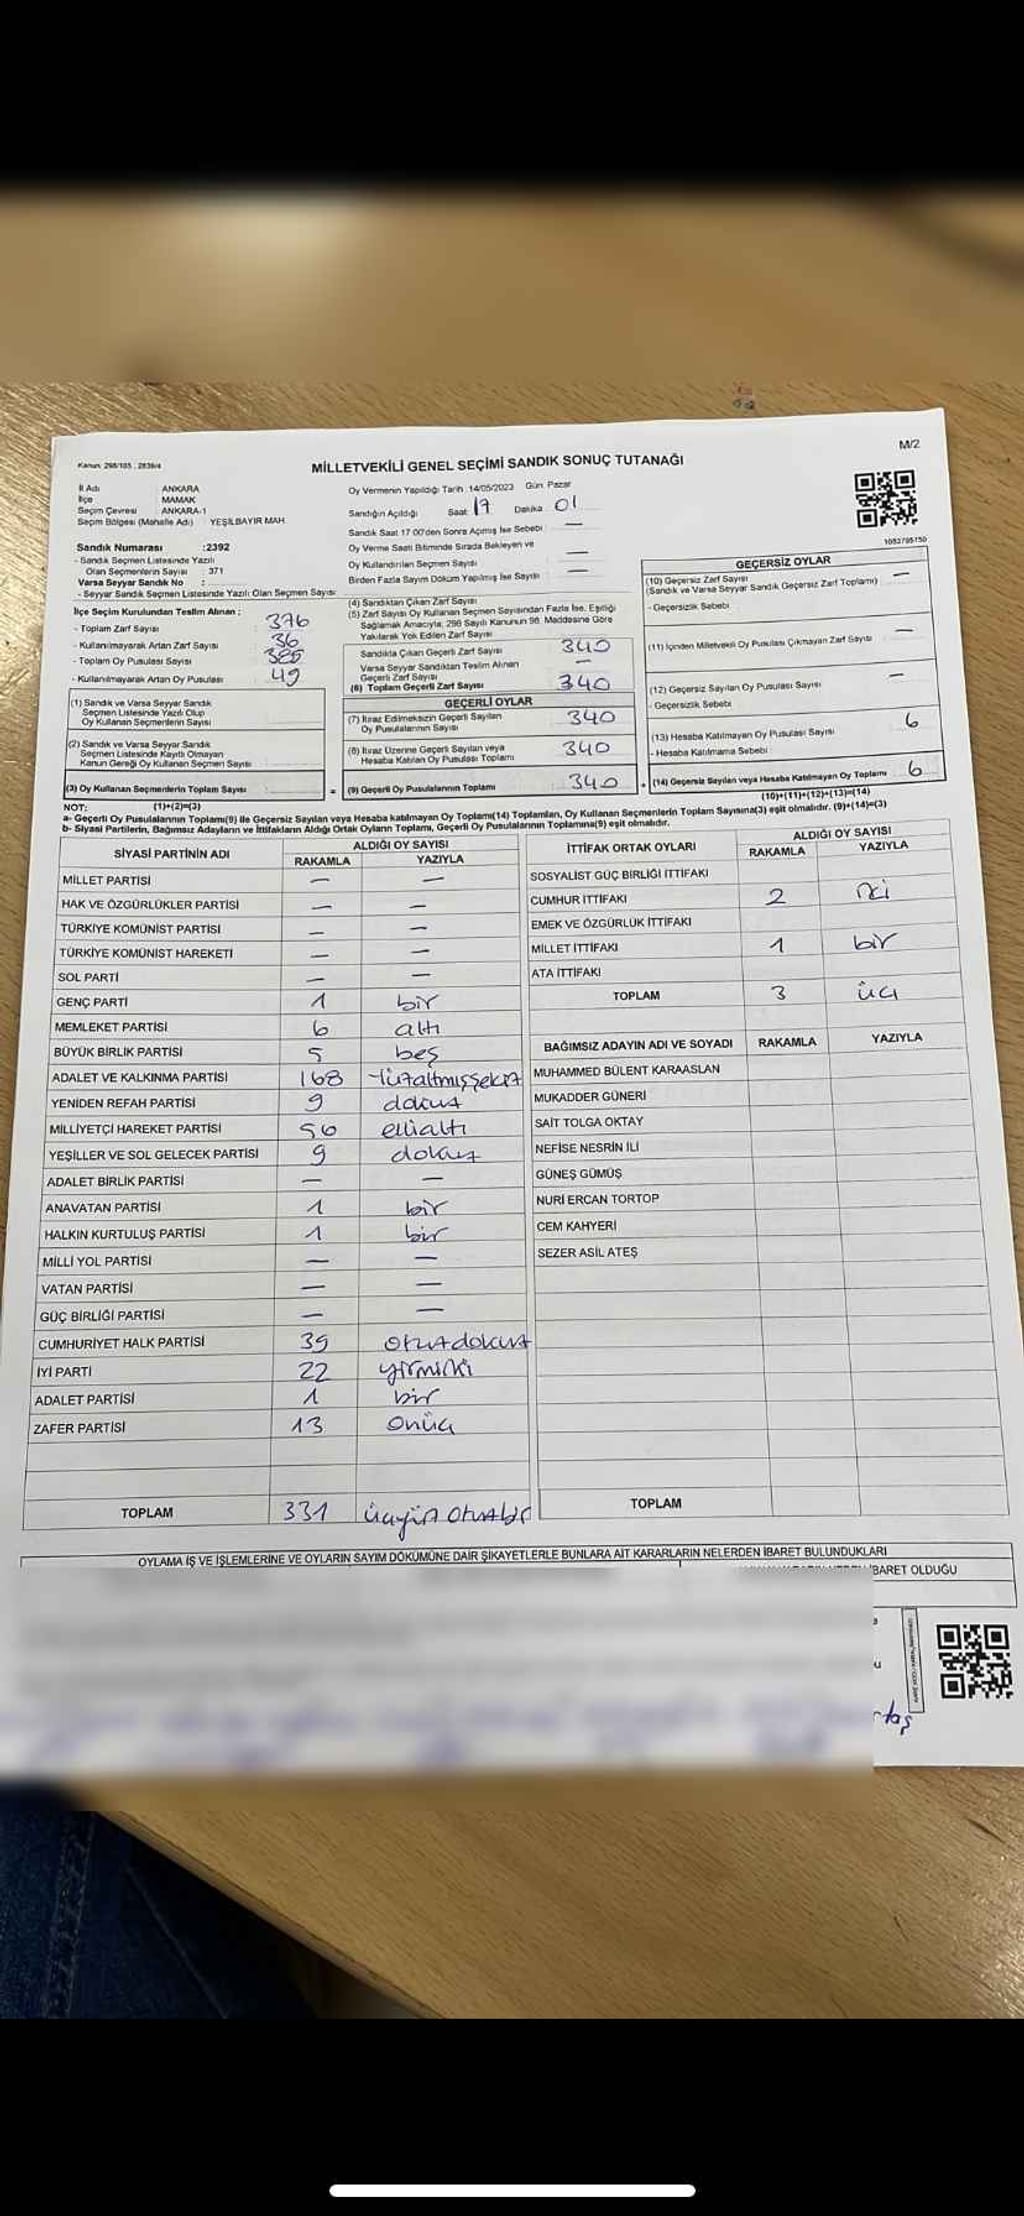 M/2
Kanun: 298/105 , 2839/4
MİLLETVEKİLİ GENEL SEÇİMİ SANDIK SONUÇ TUTANAĞI
İl Adı : ANKARA
İlçe : MAMAK
Seçim Çevresi : ANKARA-1
Seçim Bölgesi (Mahalle Adı) : YEŞİLBAYIR MAH.
Sandık Numarası :2392
- Sandık Seçmen Listesinde Yazılı
Olan Seçmenlerin Sayısı : 371
Varsa Seyyar Sandık No :
- Seyyar Sandık Seçmen Listesinde Yazılı Olan Seçmen Sayısı
İlçe Seçim Kurulundan Teslim Alınan :
- Toplam Zarf Sayısı 376
- Kullanılmayarak Artan Zarf Sayısı 36
- Toplam Oy Pusulası Sayısı 385
- Kullanılmayarak Artan Oy Pusulası 49
(1) Sandık ve Varsa Seyyar Sandık
Seçmen Listesinde Yazılı Olup
Oy Kullanan Seçmenlerin Sayısı
(2) Sandık ve Varsa Seyyar Sandık
Seçmen Listesinde Kayıtlı Olmayan
Kanun Gereği Oy Kullanan Seçmen Sayısı
(3) Oy Kullanan Seçmenlerin Toplam Sayısı
Oy Vermenin Yapıldığı Tarih :14/05/2023 Gün: Pazar
Sandığın Açıldığı Saat: 17 Dakika 01
Sandık Saat 17:00'den Sonra Açılmış İse Sebebi : —
Oy Verme Saati Bitiminde Sırada Bekleyen ve
Oy Kullandırılan Seçmen Sayısı —
Birden Fazla Sayım Döküm Yapılmış İse Sayısı —
(4) Sandıktan Çıkan Zarf Sayısı
(5) Zarf Sayısı Oy Kullanan Seçmen Sayısından Fazla İse, Eşitliği
Sağlamak Amacıyla, 298 Sayılı Kanunun 98. Maddesine Göre
Yakılarak Yok Edilen Zarf Sayısı
Sandıkta Çıkan Geçerli Zarf Sayısı 340
Varsa Seyyar Sandıktan Teslim Alınan
Geçerli Zarf Sayısı —
(6) Toplam Geçerli Zarf Sayısı 340
GEÇERLİ OYLAR
(7) İtiraz Edilmeksizin Geçerli Sayılan
Oy Pusulalarının Sayısı 340
(8) İtiraz Üzerine Geçerli Sayılan veya
Hesaba Katılan Oy Pusulası Toplamı 340
= (9) Geçerli Oy Pusulalarının Toplamı 340
1052795150
GEÇERSİZ OYLAR
(10) Geçersiz Zarf Sayısı —
(Sandık ve Varsa Seyyar Sandık Geçersiz Zarf Toplamı)
- Geçersizlik Sebebi
(11) İçinden Milletvekili Oy Pusulası Çıkmayan Zarf Sayısı —
(12) Geçersiz Sayılan Oy Pusulası Sayısı —
- Geçersizlik Sebebi
(13) Hesaba Katılmayan Oy Pusulası Sayısı 6
- Hesaba Katılmama Sebebi :
+ (14) Geçersiz Sayılan veya Hesaba Katılmayan Oy Toplamı 6
NOT: (1)+(2)=(3) (10)+(11)+(12)+(13)=(14)
a- Geçerli Oy Pusulalarının Toplamı(9) ile Geçersiz Sayılan veya Hesaba katılmayan Oy Toplamı(14) Toplamları, Oy Kullanan Seçmenlerin Toplam Sayısına(3) eşit olmalıdır. (9)+(14)=(3)
b- Siyasi Partilerin, Bağımsız Adayların ve İttifakların Aldığı Ortak Oyların Toplamı, Geçerli Oy Pusulalarının Toplamına(9) eşit olmalıdır.
SİYASİ PARTİNİN ADI ALDIĞI OY SAYISI
RAKAMLA YAZIYLA
MİLLET PARTİSİ — —
HAK VE ÖZGÜRLÜKLER PARTİSİ — —
TÜRKİYE KOMÜNİST PARTİSİ — —
TÜRKİYE KOMÜNİST HAREKETİ — —
SOL PARTİ — —
GENÇ PARTİ 1 bir
MEMLEKET PARTİSİ 6 altı
BÜYÜK BİRLİK PARTİSİ 5 beş
ADALET VE KALKINMA PARTİSİ 168 Yüzaltmışsekiz
YENİDEN REFAH PARTİSİ 9 dokuz
MİLLİYETÇİ HAREKET PARTİSİ 56 ellialtı
YEŞİLLER VE SOL GELECEK PARTİSİ 9 dokuz
ADALET BİRLİK PARTİSİ — —
ANAVATAN PARTİSİ 1 bir
HALKIN KURTULUŞ PARTİSİ 1 bir
MİLLİ YOL PARTİSİ — —
VATAN PARTİSİ — —
GÜÇ BİRLİĞİ PARTİSİ — —
CUMHURİYET HALK PARTİSİ 39 otuzdokuz
İYİ PARTİ 22 yirmiiki
ADALET PARTİSİ 1 bir
ZAFER PARTİSİ 13 onüç
TOPLAM 331 üçyüz otuzbir
İTTİFAK ORTAK OYLARI ALDIĞI OY SAYISI
RAKAMLA YAZIYLA
SOSYALİST GÜÇ BİRLİĞİ İTTİFAKI
CUMHUR İTTİFAKI 2 iki
EMEK VE ÖZGÜRLÜK İTTİFAKI
MİLLET İTTİFAKI 1 bir
ATA İTTİFAKI
TOPLAM 3 üç
BAĞIMSIZ ADAYIN ADI VE SOYADI RAKAMLA YAZIYLA
MUHAMMED BÜLENT KARAASLAN
MUKADDER GÜNERİ
SAİT TOLGA OKTAY
NEFİSE NESRİN İLİ
GÜNEŞ GÜMÜŞ
NURİ ERCAN TORTOP
CEM KAHYERİ
SEZER ASİL ATEŞ
TOPLAM
OYLAMA İŞ VE İŞLEMLERİNE VE OYLARIN SAYIM DÖKÜMÜNE DAİR ŞİKAYETLERLE BUNLARA AİT KARARLARIN NELERDEN İBARET BULUNDUKLARI
BARET OLDUĞU
taş